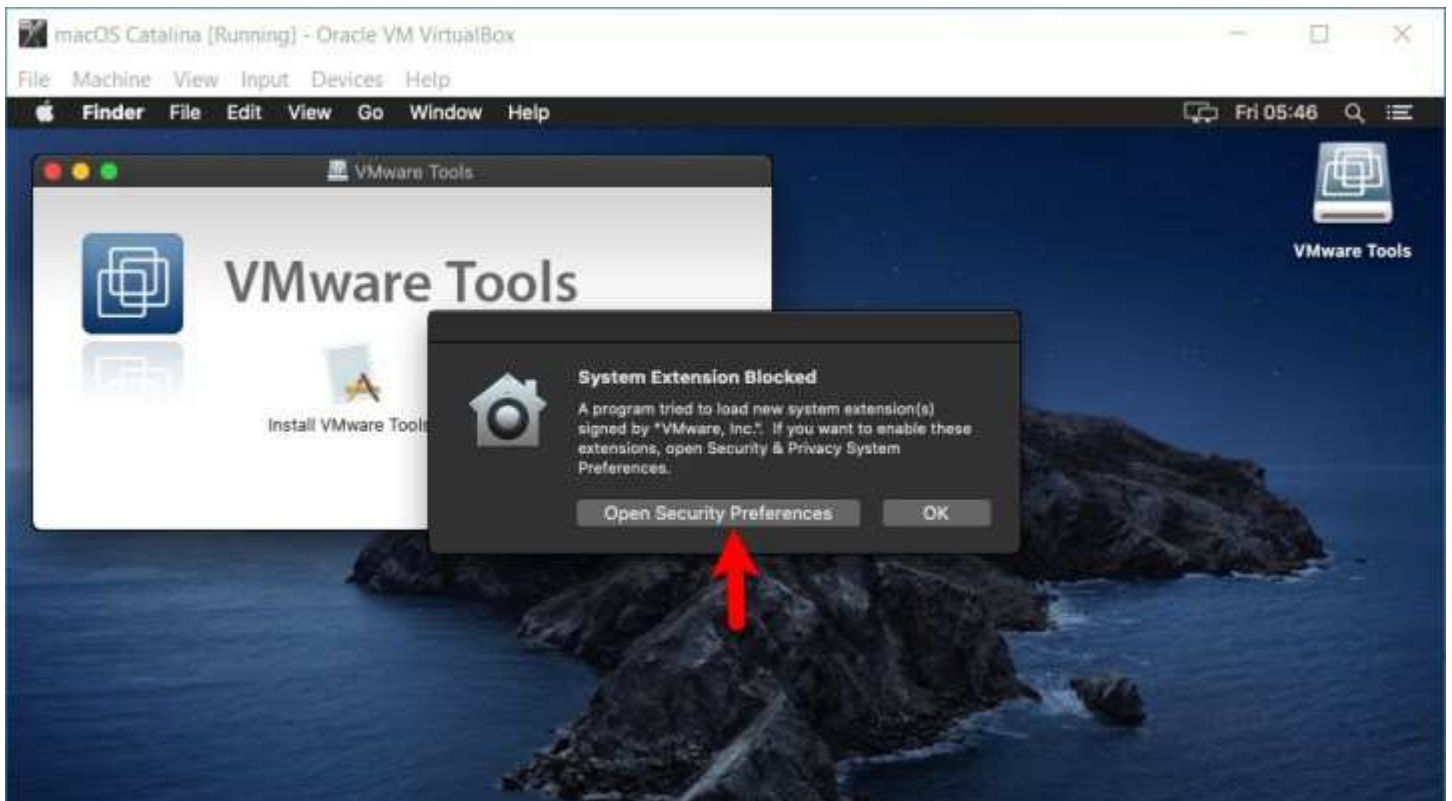 macOS Catalina [Running] - Oracle VM VirtualBox
File Machine View Input Devices Help
Finder File Edit View Go Window Help Fri 05:46
VMware Tools
VMware Tools
VMware Tools
Install VMware Tools
System Extension Blocked
A program tried to load new system extension(s)
signed by "VMware, Inc.". If you want to enable these
extensions, open Security & Privacy System
Preferences.
Open Security Preferences OK